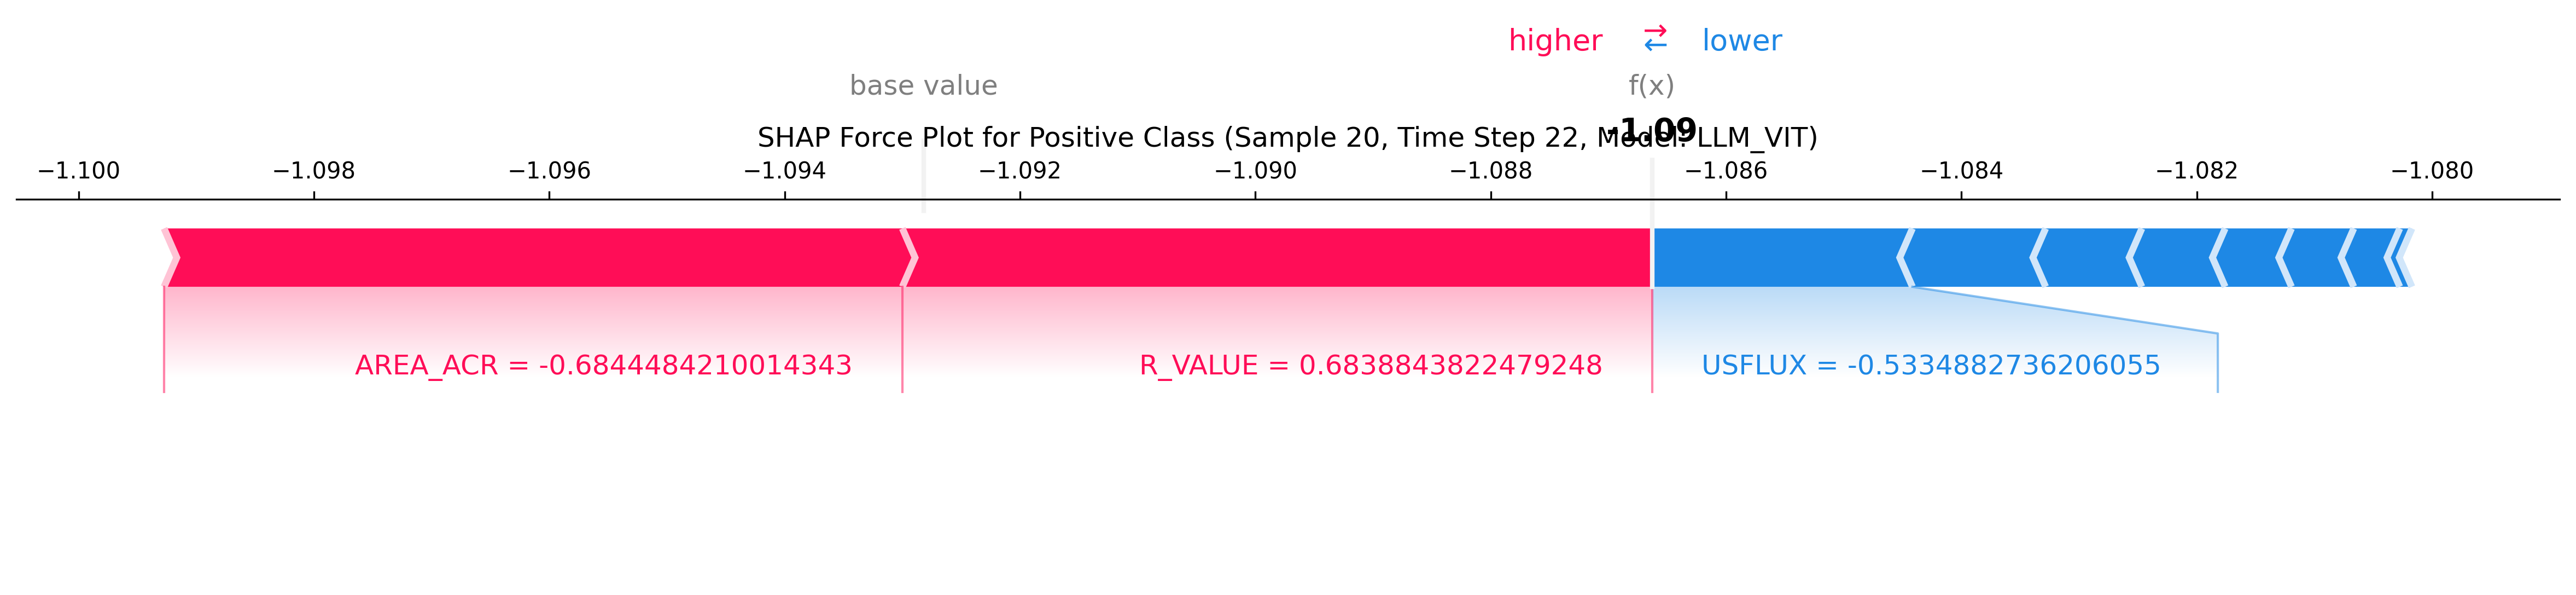 higher ⇄ lower
base value f(x)
SHAP Force Plot for Positive Class (Sample 20, Time Step 22, Model: LLM_VIT)
-1.09
−1.100 −1.098 −1.096 −1.094 −1.092 −1.090 −1.088 −1.086 −1.084 −1.082 −1.080
AREA_ACR = -0.6844484210014343 R_VALUE = 0.6838843822479248 USFLUX = -0.5334882736206055